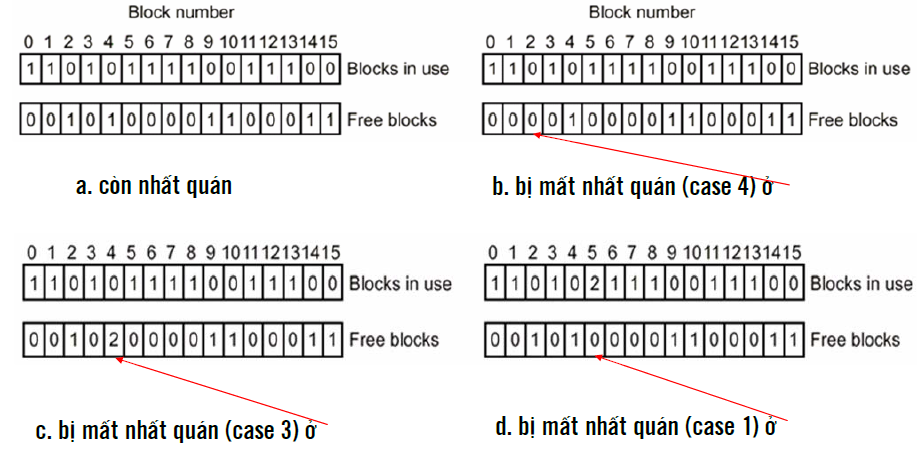 Block number
0 1 2 3 4 5 6 7 8 9 10 11 12 13 14 15
1 1 0 1 0 1 1 1 1 0 0 1 1 1 0 0 Blocks in use
0 0 1 0 1 0 0 0 0 1 1 0 0 0 1 1 Free blocks
a. còn nhất quán
Block number
0 1 2 3 4 5 6 7 8 9 10 11 12 13 14 15
1 1 0 1 0 1 1 1 1 0 0 1 1 1 0 0 Blocks in use
0 0 0 0 1 0 0 0 0 1 1 0 0 0 1 1 Free blocks
b. bị mất nhất quán (case 4) ở
0 1 2 3 4 5 6 7 8 9 10 11 12 13 14 15
1 1 0 1 0 1 1 1 1 0 0 1 1 1 0 0 Blocks in use
0 0 1 0 2 0 0 0 0 1 1 0 0 0 1 1 Free blocks
c. bị mất nhất quán (case 3) ở
0 1 2 3 4 5 6 7 8 9 10 11 12 13 14 15
1 1 0 1 0 2 1 1 1 0 0 1 1 1 0 0 Blocks in use
0 0 1 0 1 0 0 0 0 1 1 0 0 0 1 1 Free blocks
d. bị mất nhất quán (case 1) ở